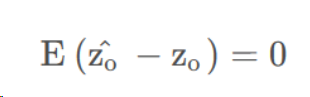 E (ẑₒ − zₒ) = 0